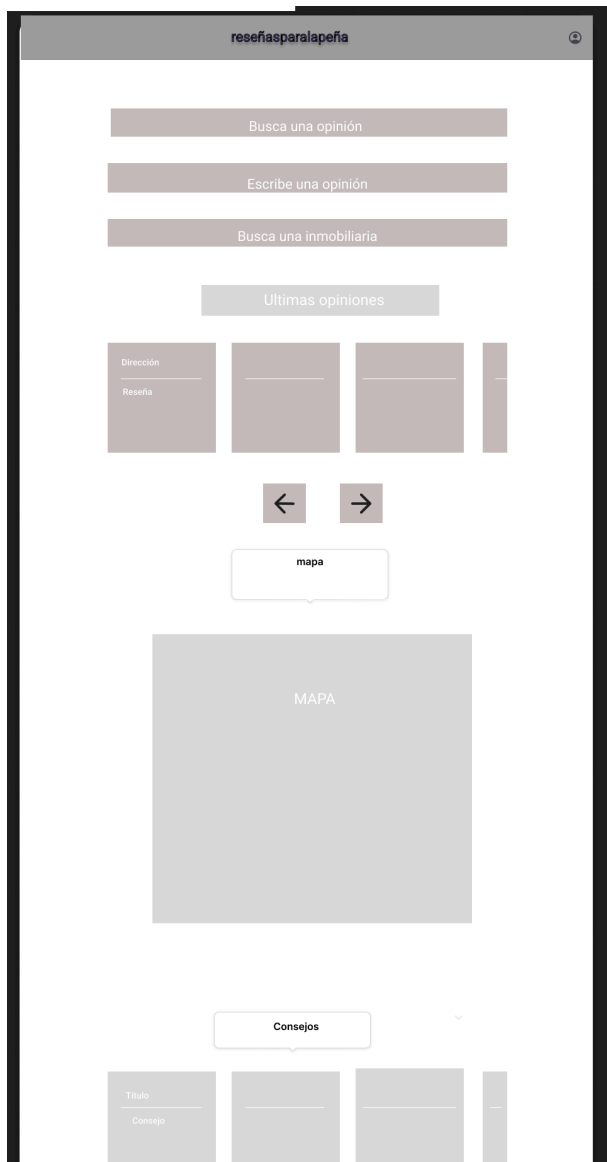 reseñasparalapeña
Busca una opinión
Escribe una opinión
Busca una inmobiliaria
Ultimas opiniones
Dirección
Reseña
mapa
MAPA
Consejos
Título
Consejo